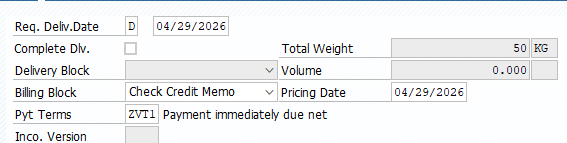 Req. Deliv.Date D 04/29/2026
Complete Dlv. Total Weight 50 KG
Delivery Block Volume 0.000
Billing Block Check Credit Memo Pricing Date 04/29/2026
Pyt Terms ZVT1 Payment immediately due net
Inco. Version